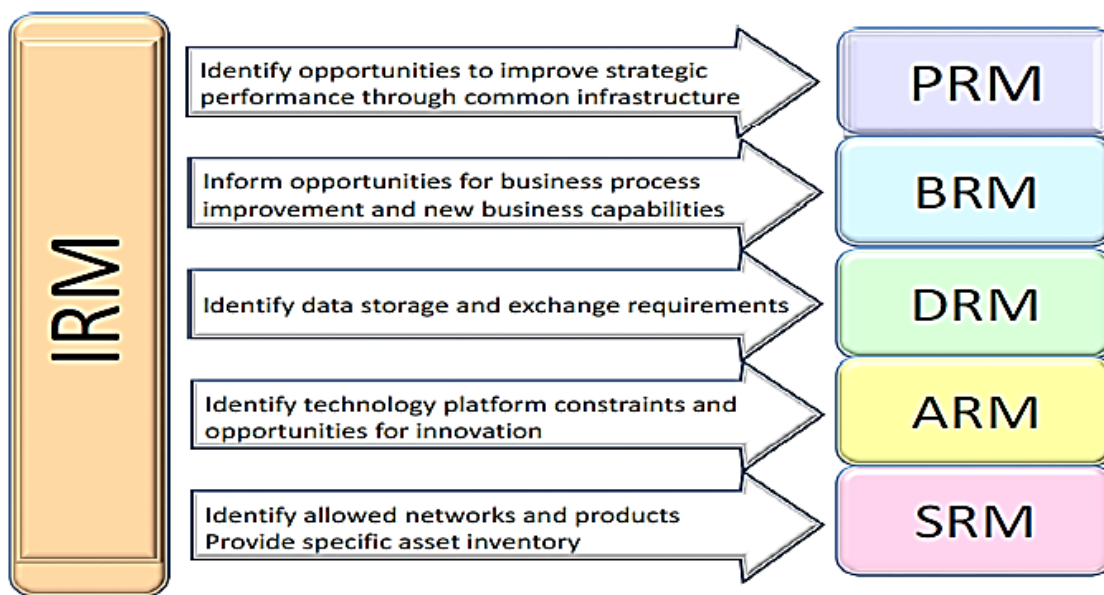 IRM
Identify opportunities to improve strategic
performance through common infrastructure
PRM
Inform opportunities for business process
improvement and new business capabilities
BRM
Identify data storage and exchange requirements
DRM
Identify technology platform constraints and
opportunities for innovation
ARM
Identify allowed networks and products
Provide specific asset inventory
SRM